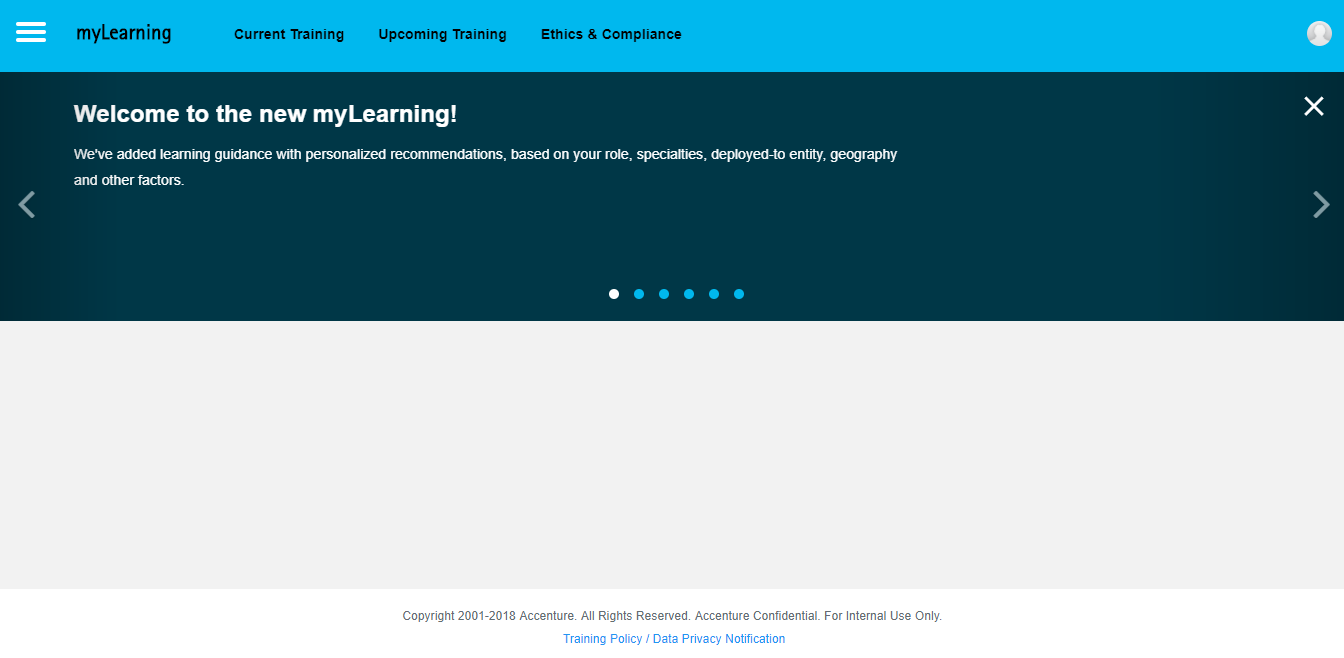 myLearning
Current Training
Upcoming Training
Ethics & Compliance
Welcome to the new myLearning!
We've added learning guidance with personalized recommendations, based on your role, specialties, deployed-to entity, geography
and other factors.
Copyright 2001-2018 Accenture. All Rights Reserved. Accenture Confidential. For Internal Use Only.
Training Policy / Data Privacy Notification